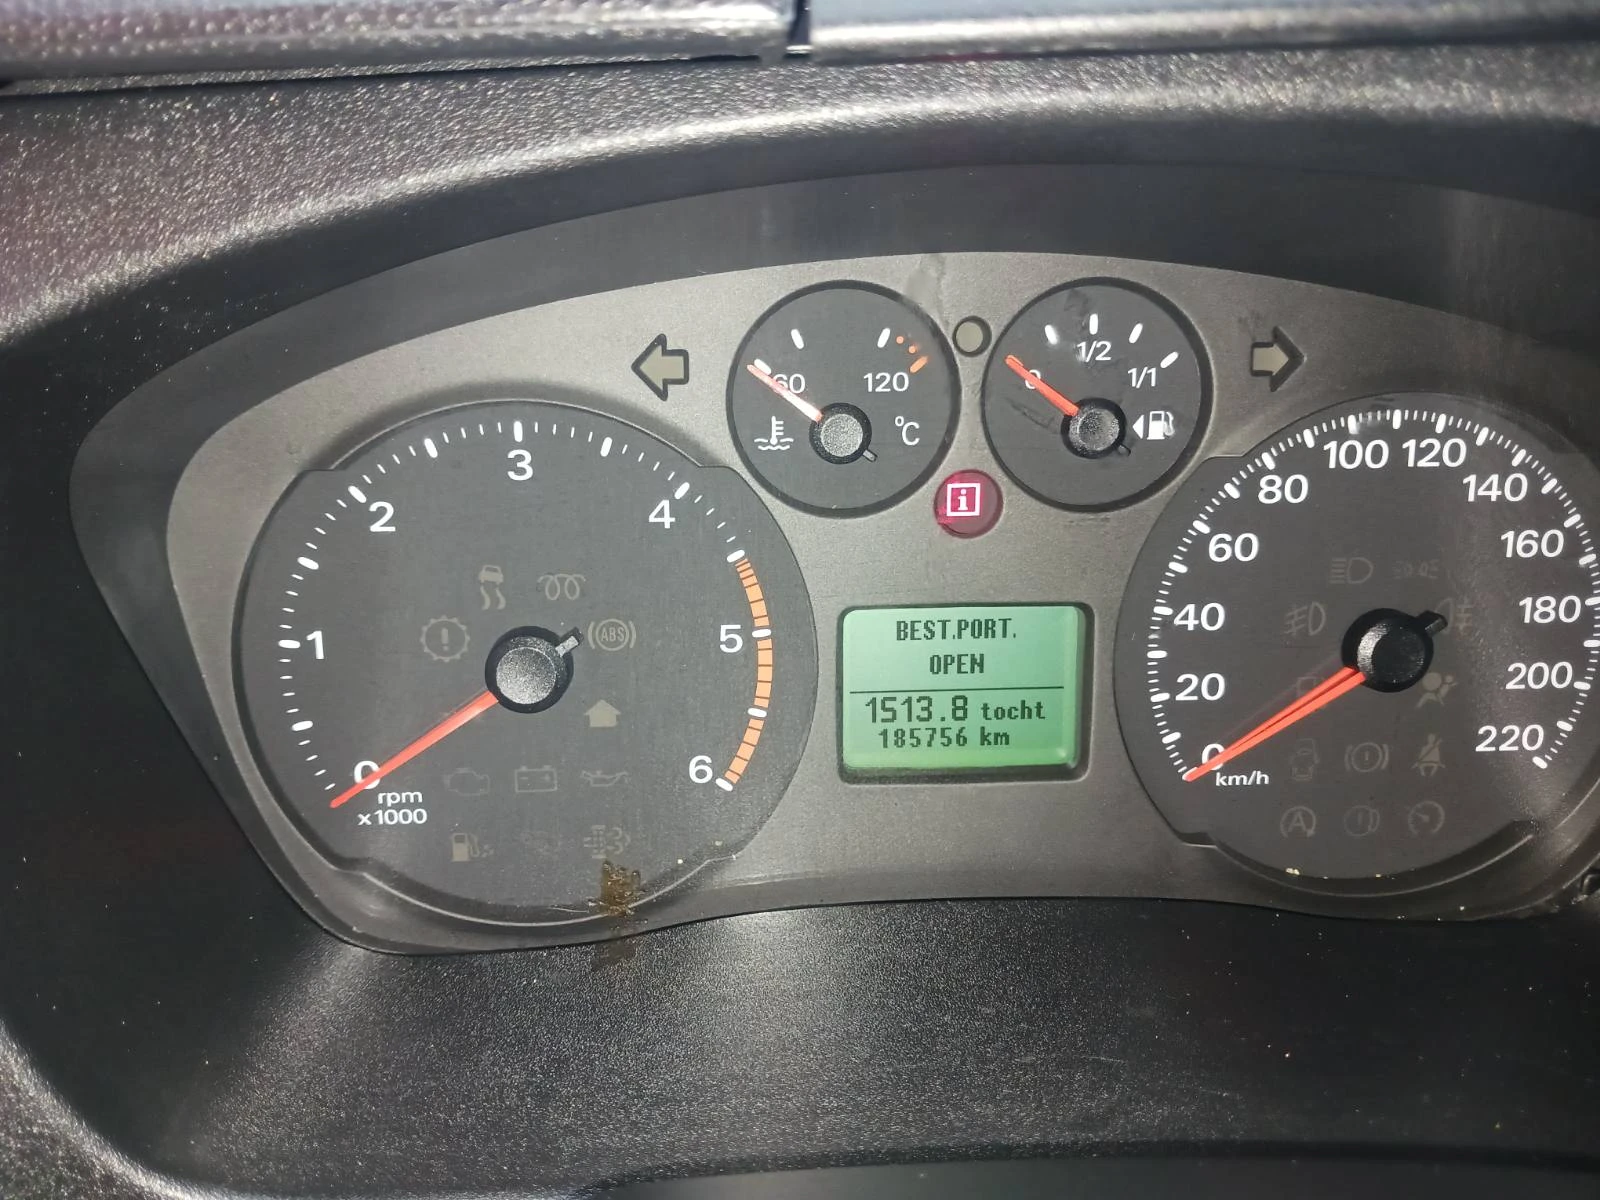 60 120
°C
0 1/2 1/1
i
0 1 2 3 4 5 6
rpm
x1000
ABS
BEST.PORT.
OPEN
1513.8 tocht
185756 km
0 20 40 60 80 100 120 140 160 180 200 220
km/h
A